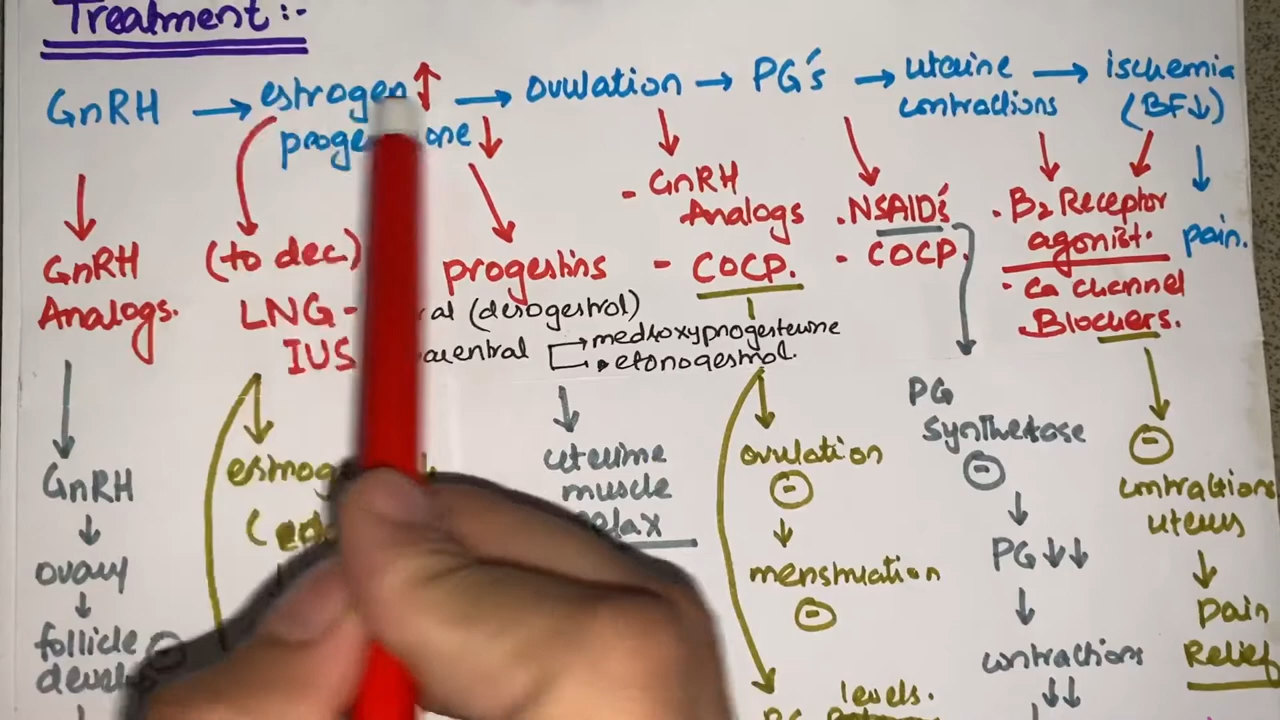 Treatment:-
GnRH → estrogen ↑ → ovulation → PG's → uterine contractions → ischemia (BF↓)
↓
pain.
GnRH
Analogs.
(to dec)
LNG-
IUS
progestins
(desogestrol)
medroxyprogesterone
etonogestrol.
- GnRH
Analogs
- COCP.
. NSAID's
- COCP.
. B2 Receptor
agonist.
- Ca channel
Blockers.
GnRH
↓
ovary
↓
follicle
uterine
muscle
relax
ovulation
⊖
↓
menstruation
⊖
levels.
PG
synthetase
⊖
↓
PG ↓↓
↓
contractions
↓↓
⊖
contractions
uterus
↓
pain
Relief